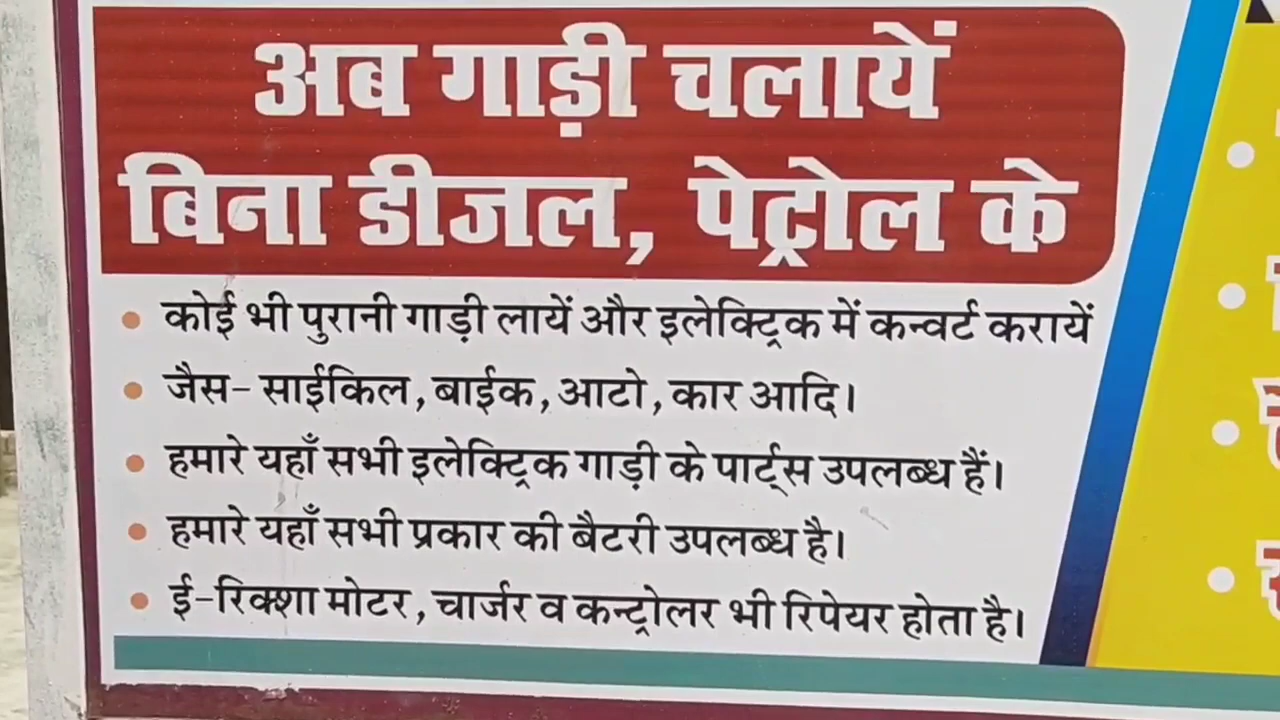 अब गाड़ी चलायें
बिना डीजल, पेट्रोल के
• कोई भी पुरानी गाड़ी लायें और इलेक्ट्रिक में कन्वर्ट करायें
• जैस- साईकिल, बाईक, आटो, कार आदि।
• हमारे यहाँ सभी इलेक्ट्रिक गाड़ी के पार्ट्स उपलब्ध हैं।
• हमारे यहाँ सभी प्रकार की बैटरी उपलब्ध है।
• ई-रिक्शा मोटर, चार्जर व कन्ट्रोलर भी रिपेयर होता है।